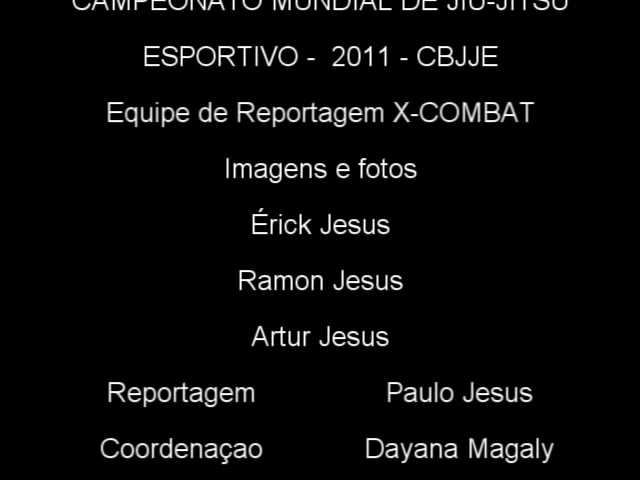 CAMPEONATO MUNDIAL DE JIU-JITSU
ESPORTIVO -  2011 - CBJJE
Equipe de Reportagem X-COMBAT
Imagens e fotos
Érick Jesus
Ramon Jesus
Artur Jesus
Reportagem Paulo Jesus
Coordenaçao Dayana Magaly